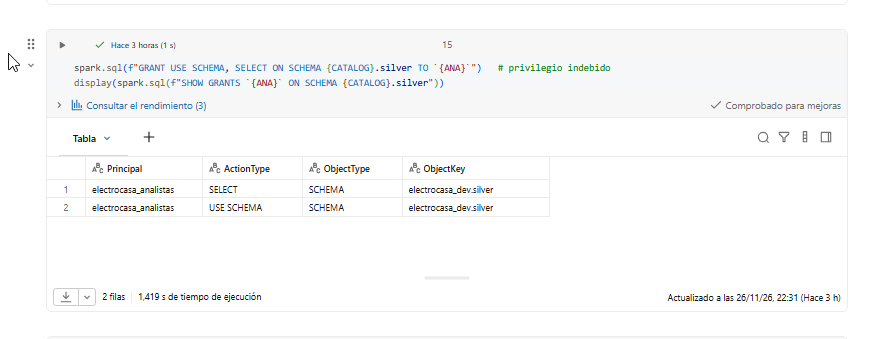 Hace 3 horas (1 s)
15
spark.sql(f"GRANT USE SCHEMA, SELECT ON SCHEMA {CATALOG}.silver TO `{ANA}`")   # privilegio indebido
display(spark.sql(f"SHOW GRANTS `{ANA}` ON SCHEMA {CATALOG}.silver"))
Consultar el rendimiento (3)
Comprobado para mejoras
Tabla
Principal ActionType ObjectType ObjectKey
1 electrocasa_analistas SELECT SCHEMA electrocasa_dev.silver
2 electrocasa_analistas USE SCHEMA SCHEMA electrocasa_dev.silver
2 filas 1,419 s de tiempo de ejecución
Actualizado a las 26/11/26, 22:31 (Hace 3 h)